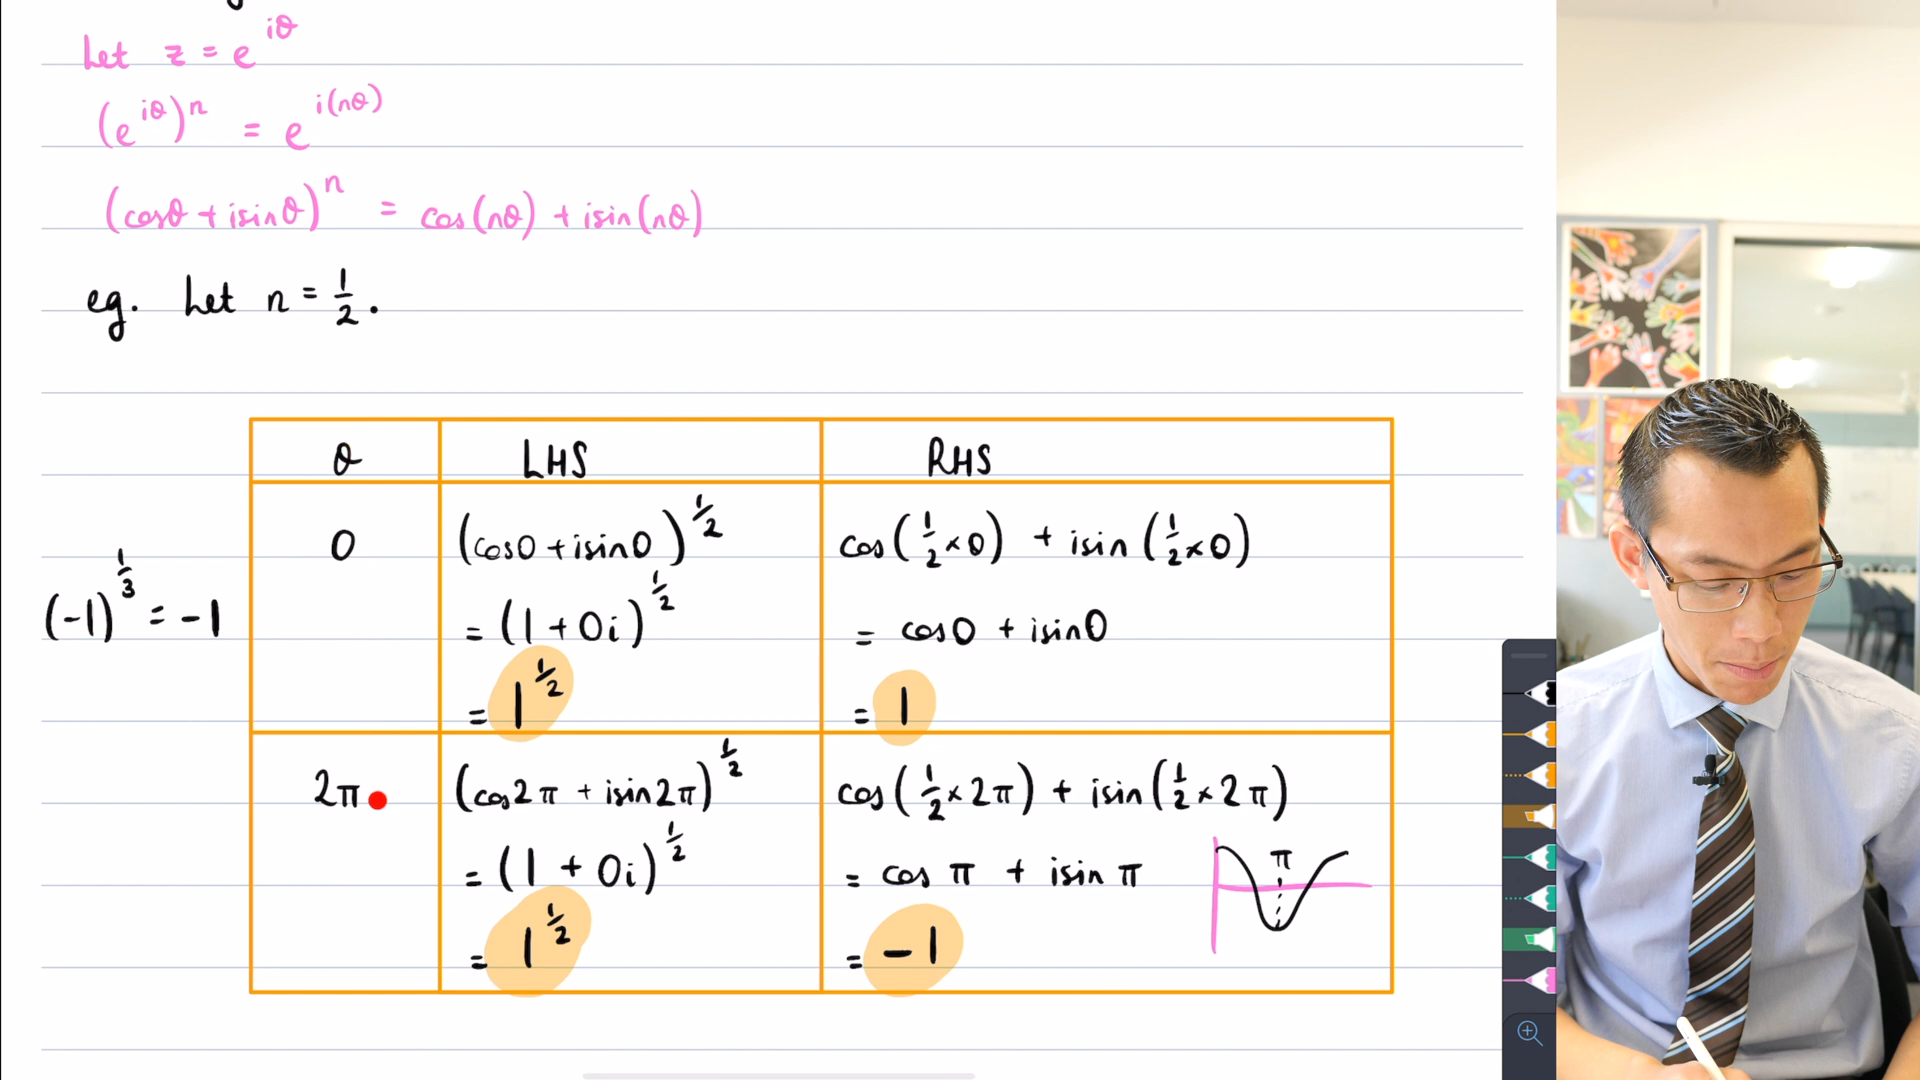 Let z = e^{iθ}
(e^{iθ})^n = e^{i(nθ)}
(cosθ + isinθ)^n = cos(nθ) + isin(nθ)
eg. Let n = 1/2.
θ LHS RHS
0 (cos0 + isin0)^{1/2} cos(1/2 × 0) + isin(1/2 × 0)
(-1)^{1/3} = -1
= (1 + 0i)^{1/2} = cos0 + isin0
= 1^{1/2} = 1
2π (cos2π + isin2π)^{1/2} cos(1/2 × 2π) + isin(1/2 × 2π)
= (1 + 0i)^{1/2} = cos π + isin π
π
= 1^{1/2} = -1